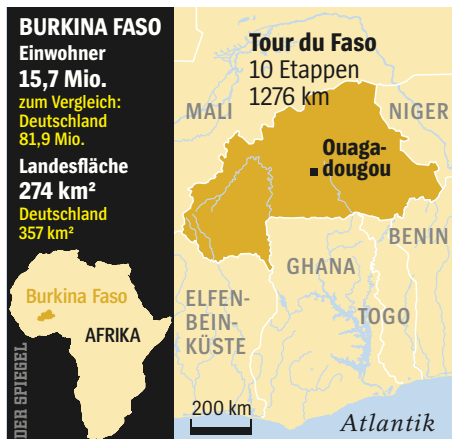 BURKINA FASO
Einwohner
15,7 Mio.
zum Vergleich:
Deutschland
81,9 Mio.
Landesfläche
274 km²
Deutschland
357 km²
Burkina Faso
AFRIKA
DER SPIEGEL
Tour du Faso
10 Etappen
1276 km
MALI
NIGER
Ouaga-
dougou
BENIN
GHANA
ELFEN-
BEIN-
KÜSTE
TOGO
200 km
Atlantik